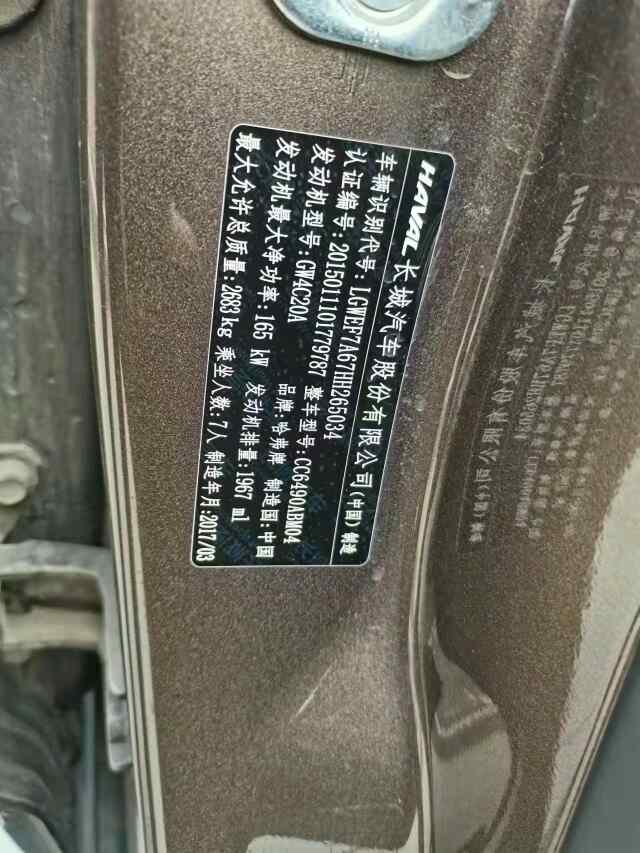 HAVAL 长城汽车股份有限公司(中国)制造
车辆识别代号:LGWEF7A67HH265034
认证编号:2015011101779787 整车型号:CC6490ABM04
发动机型号:GW4C20A 品牌:哈弗牌 制造国:中国
发动机最大净功率:165 kW 发动机排量:1967 ml
最大允许总质量:2683 kg 乘坐人数:7人 制造年月:2017/03